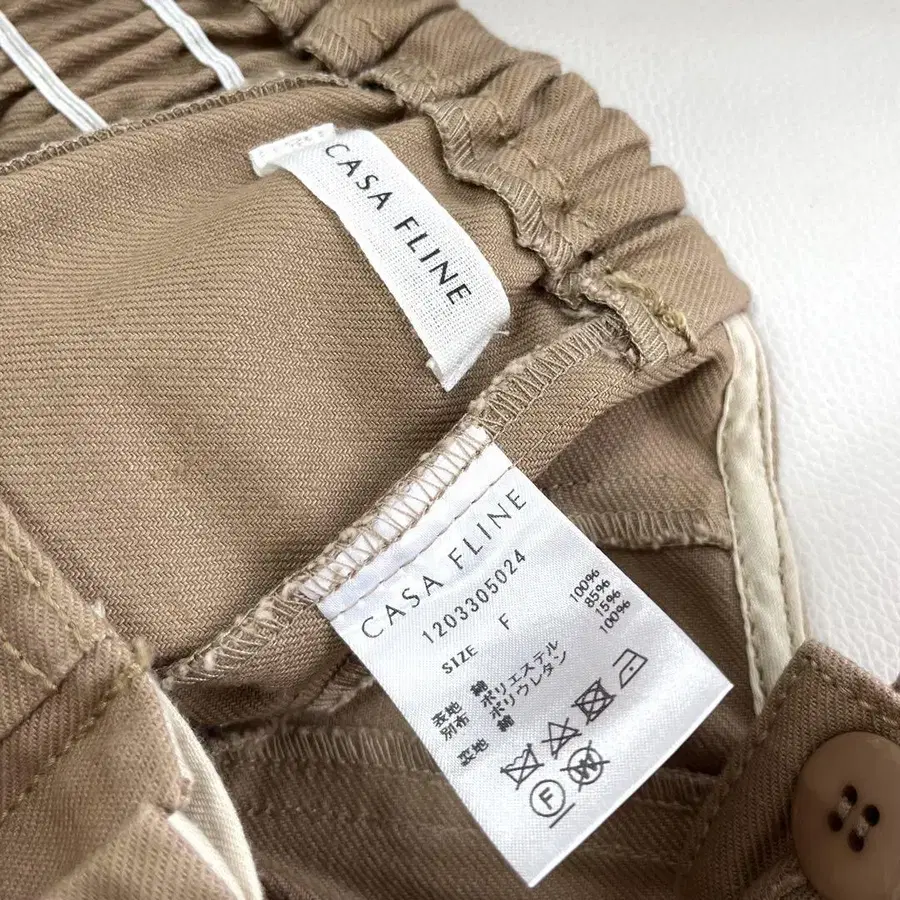 CASA FLINE
CASA FLINE
1203305024
SIZE F
表地 綿 100%
別布 ポリエステル 85%
ポリウレタン 15%
裏地 綿 100%
F W